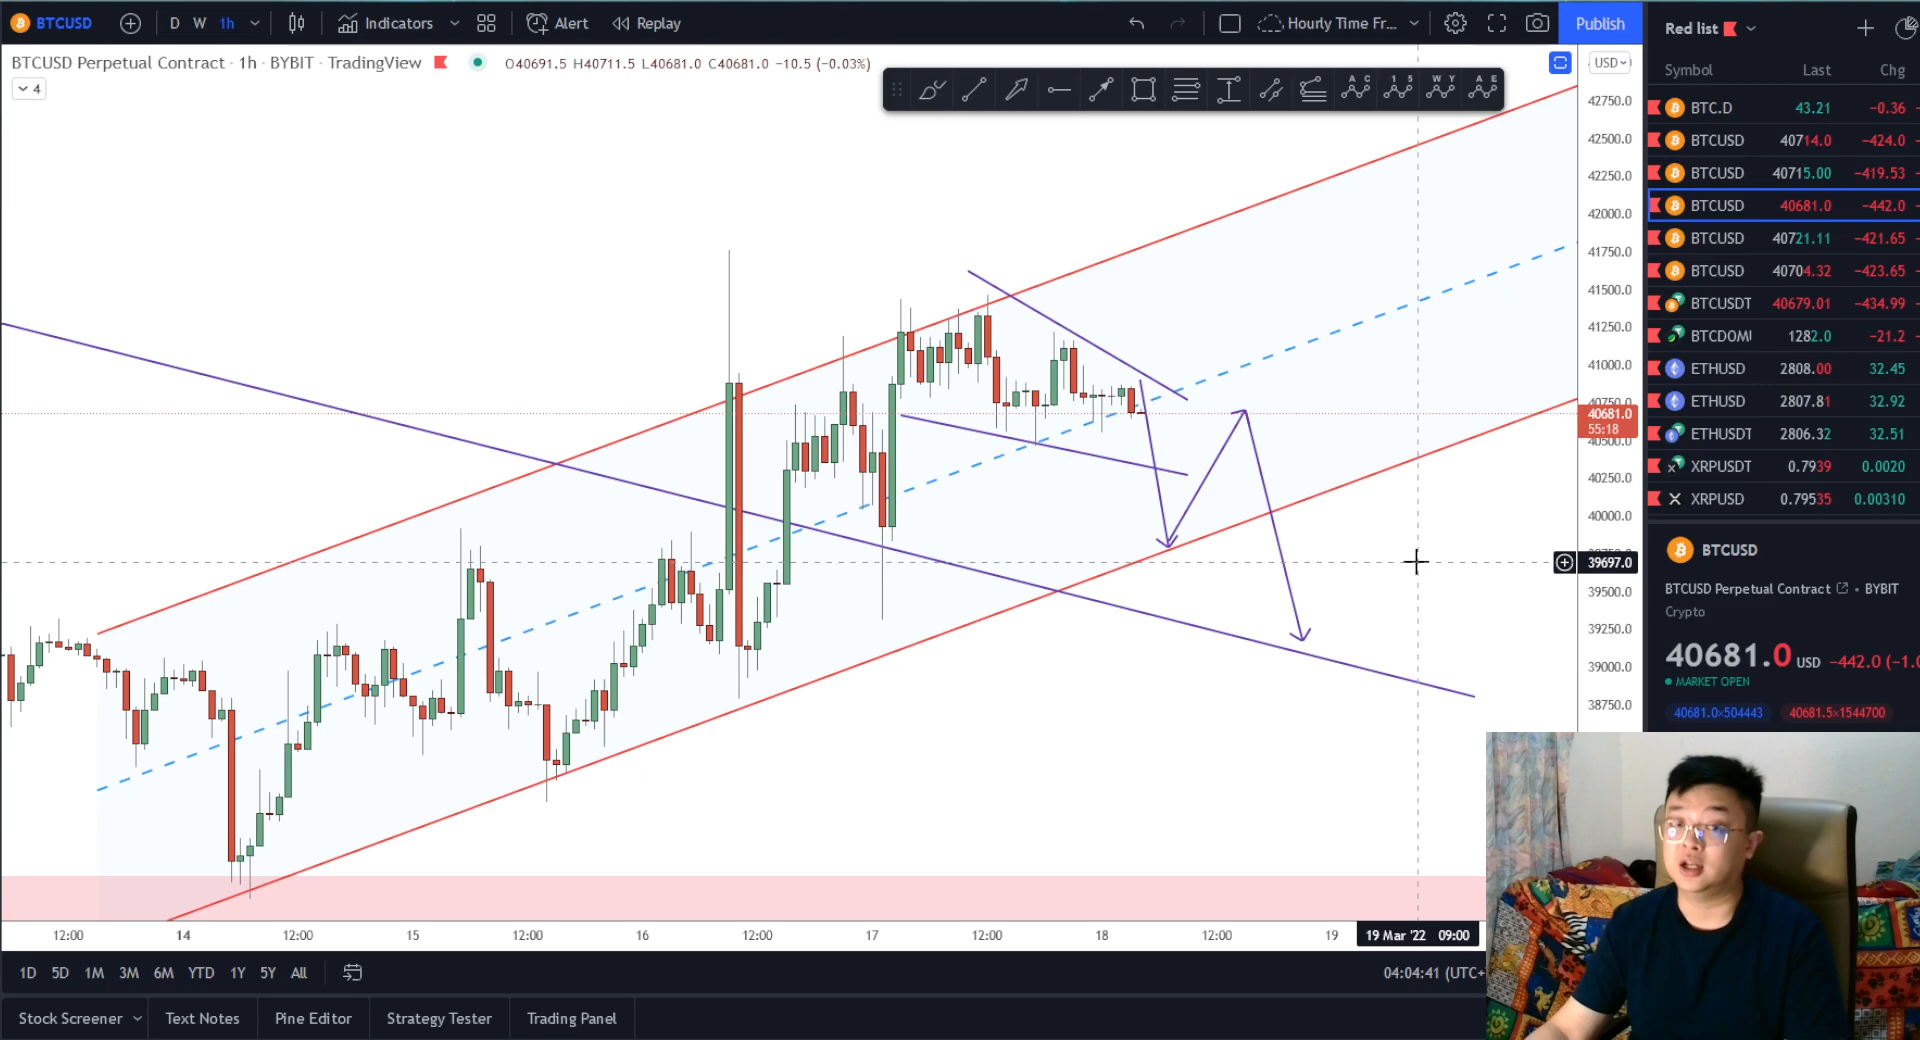 BTCUSD D W 1h Indicators Alert Replay Hourly Time Fr... Publish
BTCUSD Perpetual Contract · 1h · BYBIT · TradingView O40691.5 H40711.5 L40681.0 C40681.0 −10.5 (−0.03%)
4
A C
1 5
W Y
A E
USD
42750.0
42500.0
42250.0
42000.0
41750.0
41500.0
41250.0
41000.0
40681.0
55:18
40500.0
40250.0
40000.0
39697.0
39500.0
39250.0
39000.0
38750.0
12:00 14 12:00 15 12:00 16 12:00 17 12:00 18 12:00 19 19 Mar '22 09:00
1D 5D 1M 3M 6M YTD 1Y 5Y All 04:04:41 (UTC+
Stock Screener Text Notes Pine Editor Strategy Tester Trading Panel
Red list
Symbol Last Chg
BTC.D 43.21 −0.36
BTCUSD 40714.0 −424.0
BTCUSD 40715.00 −419.53
BTCUSD 40681.0 −442.0
BTCUSD 40721.11 −421.65
BTCUSD 40704.32 −423.65
BTCUSDT 40679.01 −434.99
BTCDOM 1282.0 −21.2
ETHUSD 2808.00 32.45
ETHUSD 2807.81 32.92
ETHUSDT 2806.32 32.51
XRPUSDT 0.7939 0.0020
XRPUSD 0.79535 0.00310
BTCUSD
BTCUSD Perpetual Contract • BYBIT
Crypto
40681.0 USD −442.0 (−1.0
MARKET OPEN
40681.0×504443 40681.5×1544700